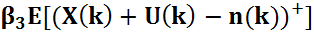 β₃E[(X(k) + U(k) − n(k))⁺]